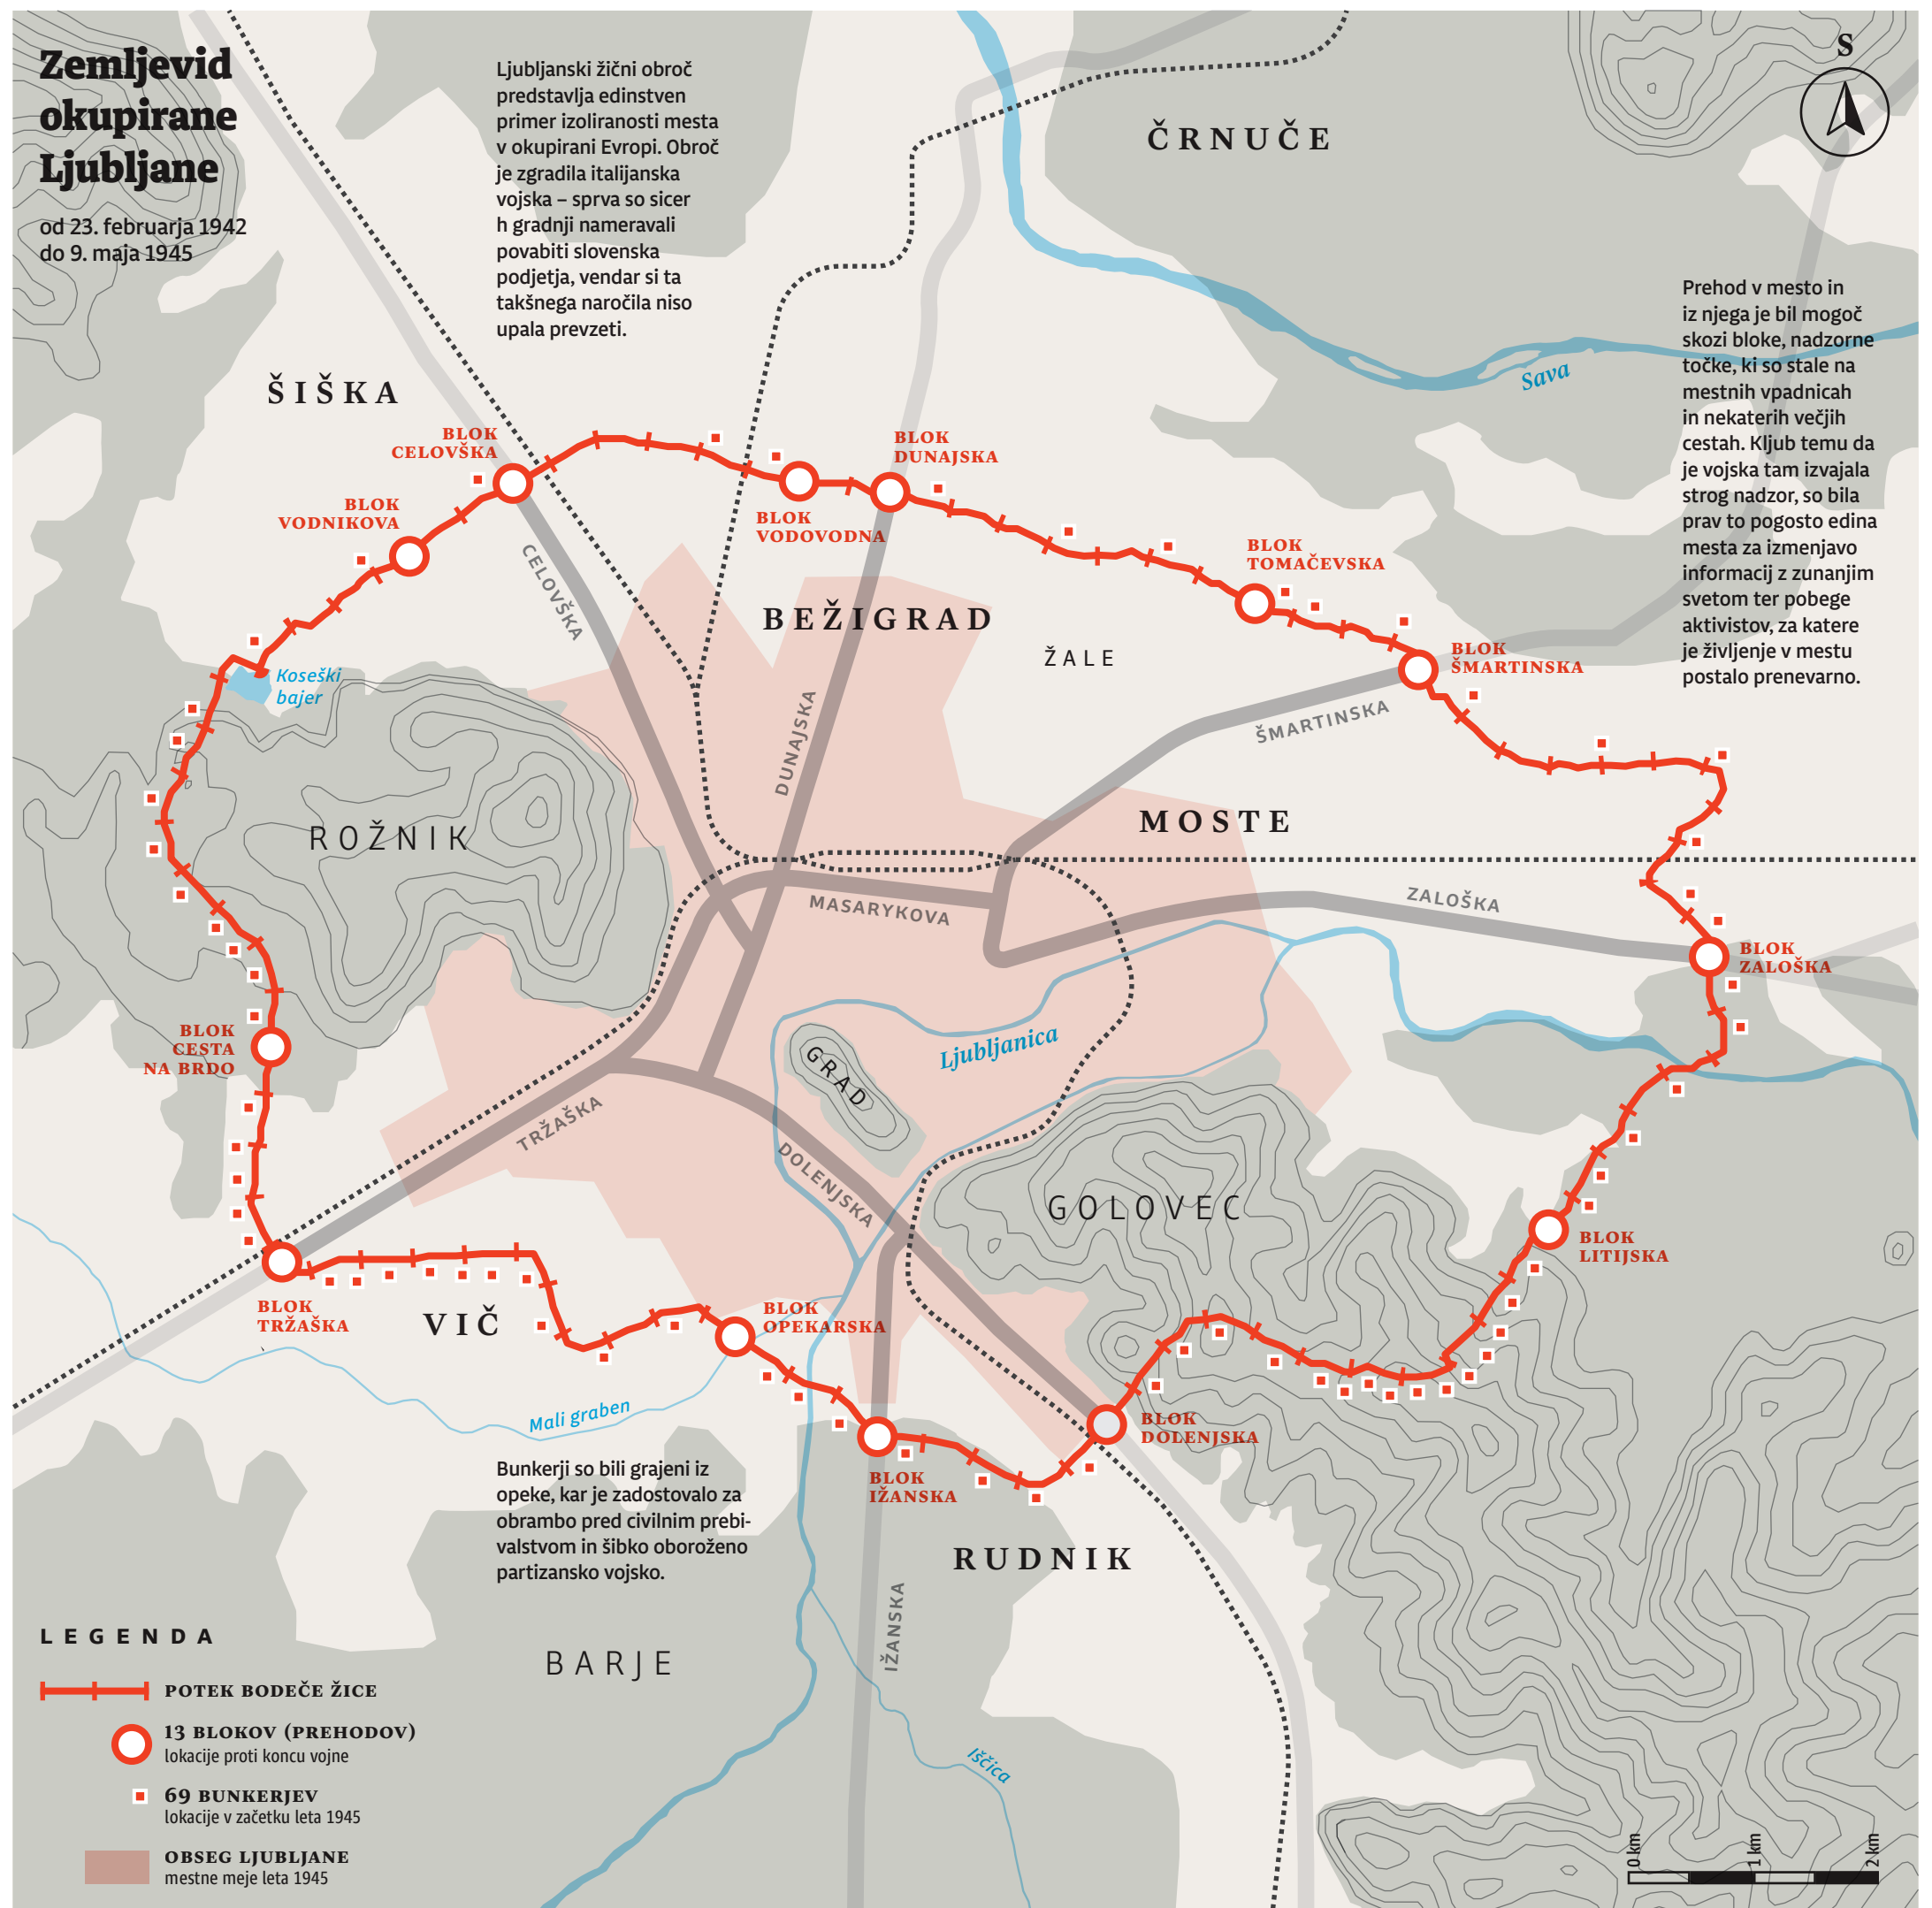 Zemljevid
okupirane
Ljubljane
od 23. februarja 1942
do 9. maja 1945
Ljubljanski žični obroč
predstavlja edinstven
primer izoliranosti mesta
v okupirani Evropi. Obroč
je zgradila italijanska
vojska – sprva so sicer
h gradnji nameravali
povabiti slovenska
podjetja, vendar si ta
takšnega naročila niso
upala prevzeti.
S
ČRNUČE
Prehod v mesto in
iz njega je bil mogoč
skozi bloke, nadzorne
točke, ki so stale na
mestnih vpadnicah
in nekaterih večjih
cestah. Kljub temu da
je vojska tam izvajala
strog nadzor, so bila
prav to pogosto edina
mesta za izmenjavo
informacij z zunanjim
svetom ter pobege
aktivistov, za katere
je življenje v mestu
postalo prenevarno.
Sava
ŠIŠKA
BLOK
CELOVŠKA
BLOK
VODNIKOVA
BLOK
VODOVODNA
BLOK
DUNAJSKA
BLOK
TOMAČEVSKA
BLOK
ŠMARTINSKA
CELOVŠKA
BEŽIGRAD
ŽALE
Koseški
bajer
DUNAJSKA
ŠMARTINSKA
ROŽNIK
MOSTE
MASARYKOVA
ZALOŠKA
BLOK
ZALOŠKA
BLOK
CESTA
NA BRDO
Ljubljanica
GRAD
TRŽAŠKA
DOLENJSKA
GOLOVEC
BLOK
LITIJSKA
BLOK
TRŽAŠKA
VIČ
BLOK
OPEKARSKA
Mali graben
BLOK
DOLENJSKA
BLOK
IŽANSKA
Bunkerji so bili grajeni iz
opeke, kar je zadostovalo za
obrambo pred civilnim prebi-
valstvom in šibko oboroženo
partizansko vojsko.
RUDNIK
IŽANSKA
BARJE
Iščica
LEGENDA
POTEK BODEČE ŽICE
13 BLOKOV (PREHODOV)
lokacije proti koncu vojne
69 BUNKERJEV
lokacije v začetku leta 1945
OBSEG LJUBLJANE
mestne meje leta 1945
0 km
1 km
2 km